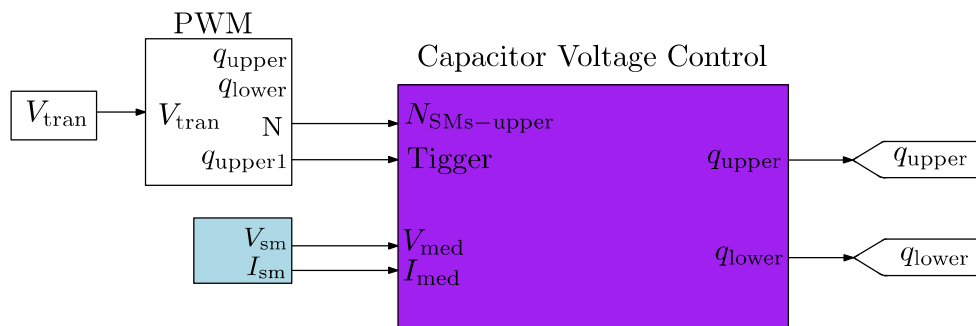 PWM
q_upper
q_lower
V_tran
V_tran
N
q_upper1
Capacitor Voltage Control
N_SMs−upper
Tigger
q_upper
q_upper
V_sm
V_med
I_sm
I_med
q_lower
q_lower